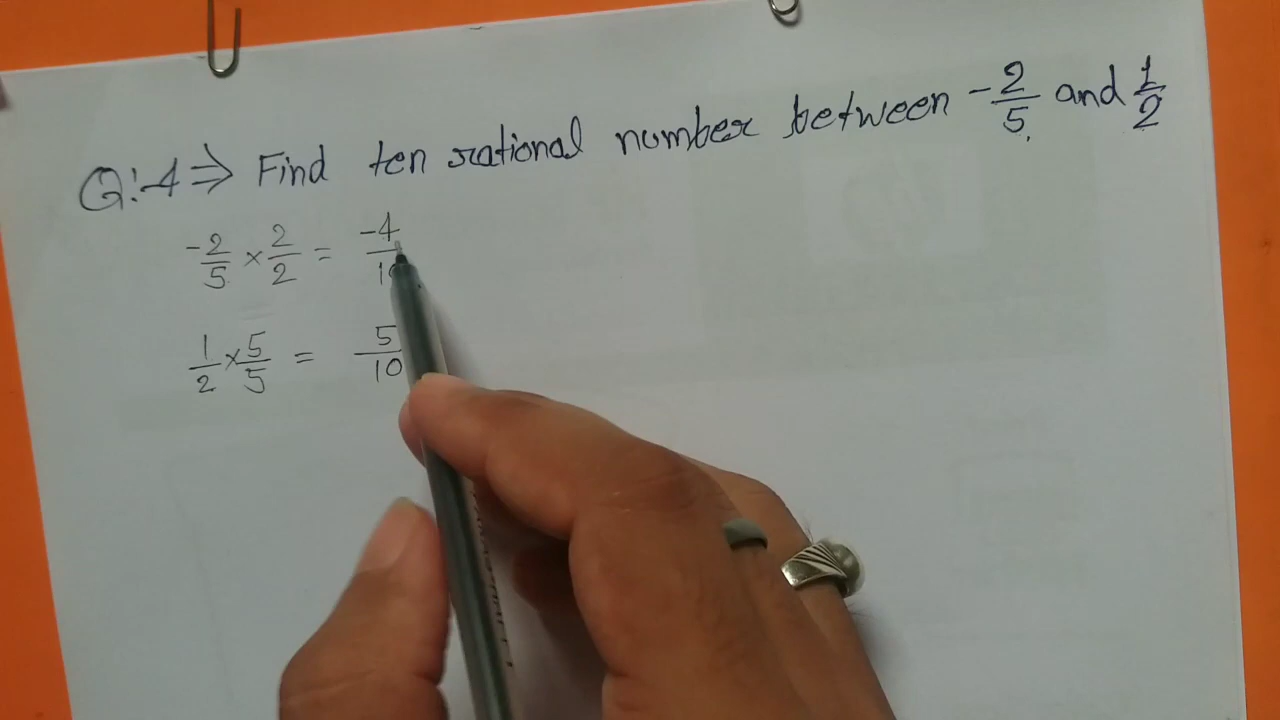 Q:-4 ⇒ Find ten rational number between -2/5 and 1/2
-2/5 × 2/2 = -4/10
1/2 × 5/5 = 5/10